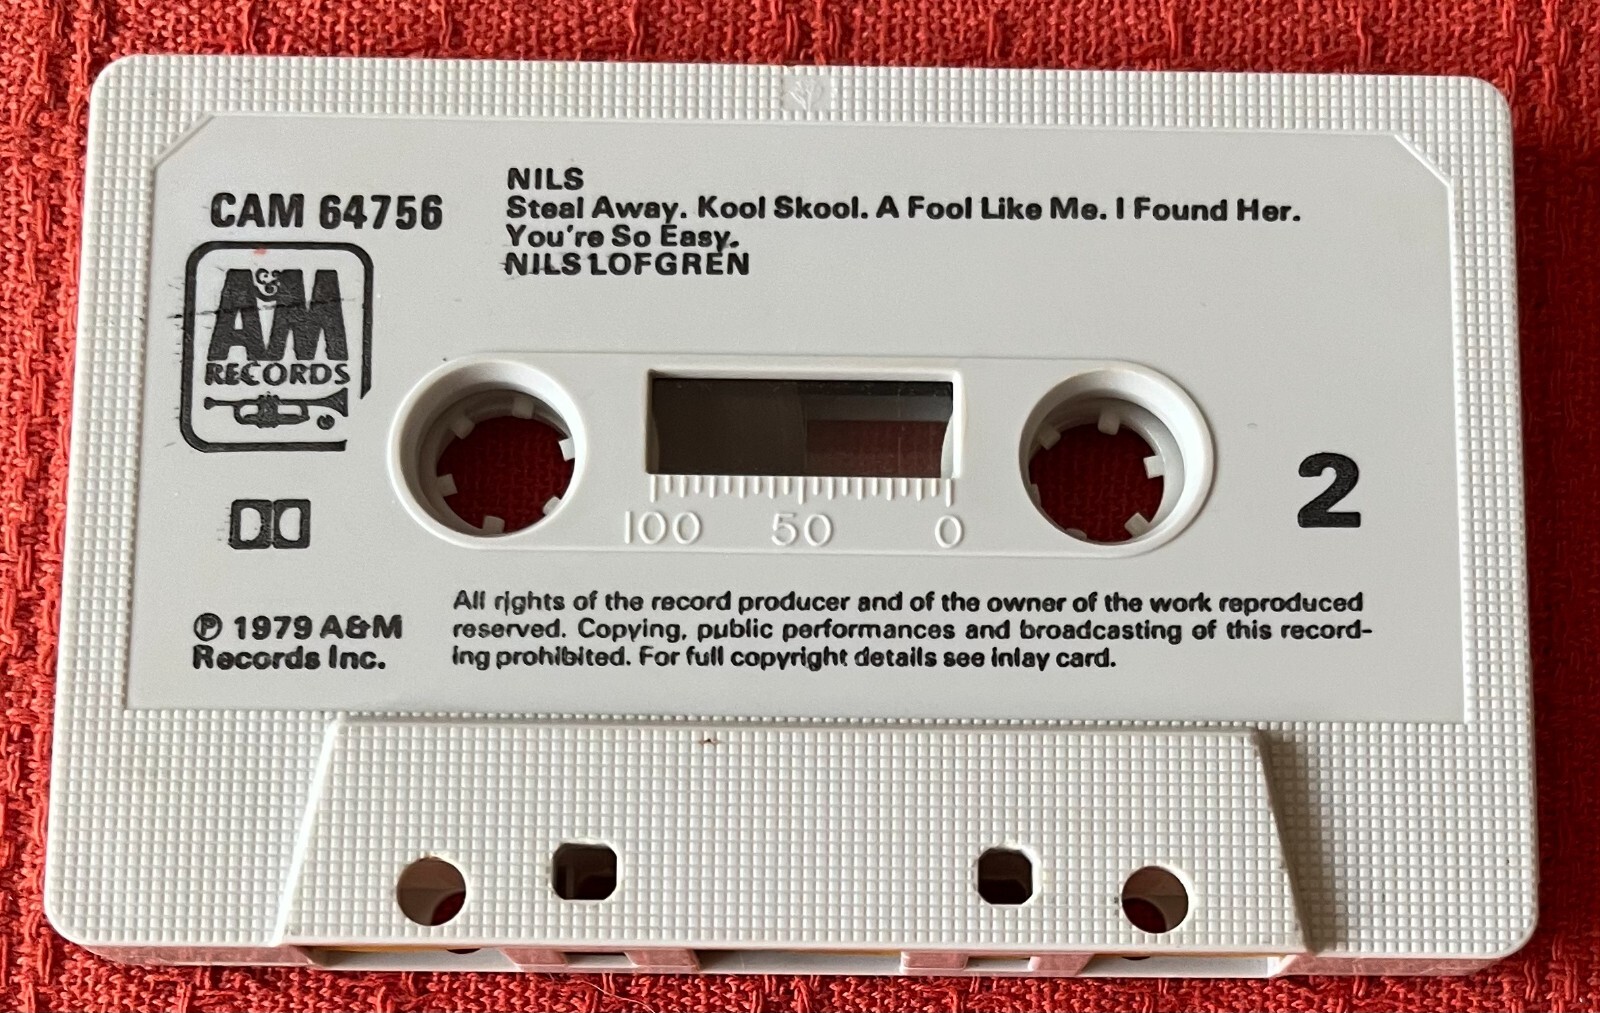 CAM 64756
NILS
Steal Away. Kool Skool. A Fool Like Me. I Found Her.
You're So Easy.
NILS LOFGREN
A&M
RECORDS
100 50 0
2
℗ 1979 A&M
Records Inc.
All rights of the record producer and of the owner of the work reproduced
reserved. Copying, public performances and broadcasting of this record-
ing prohibited. For full copyright details see inlay card.